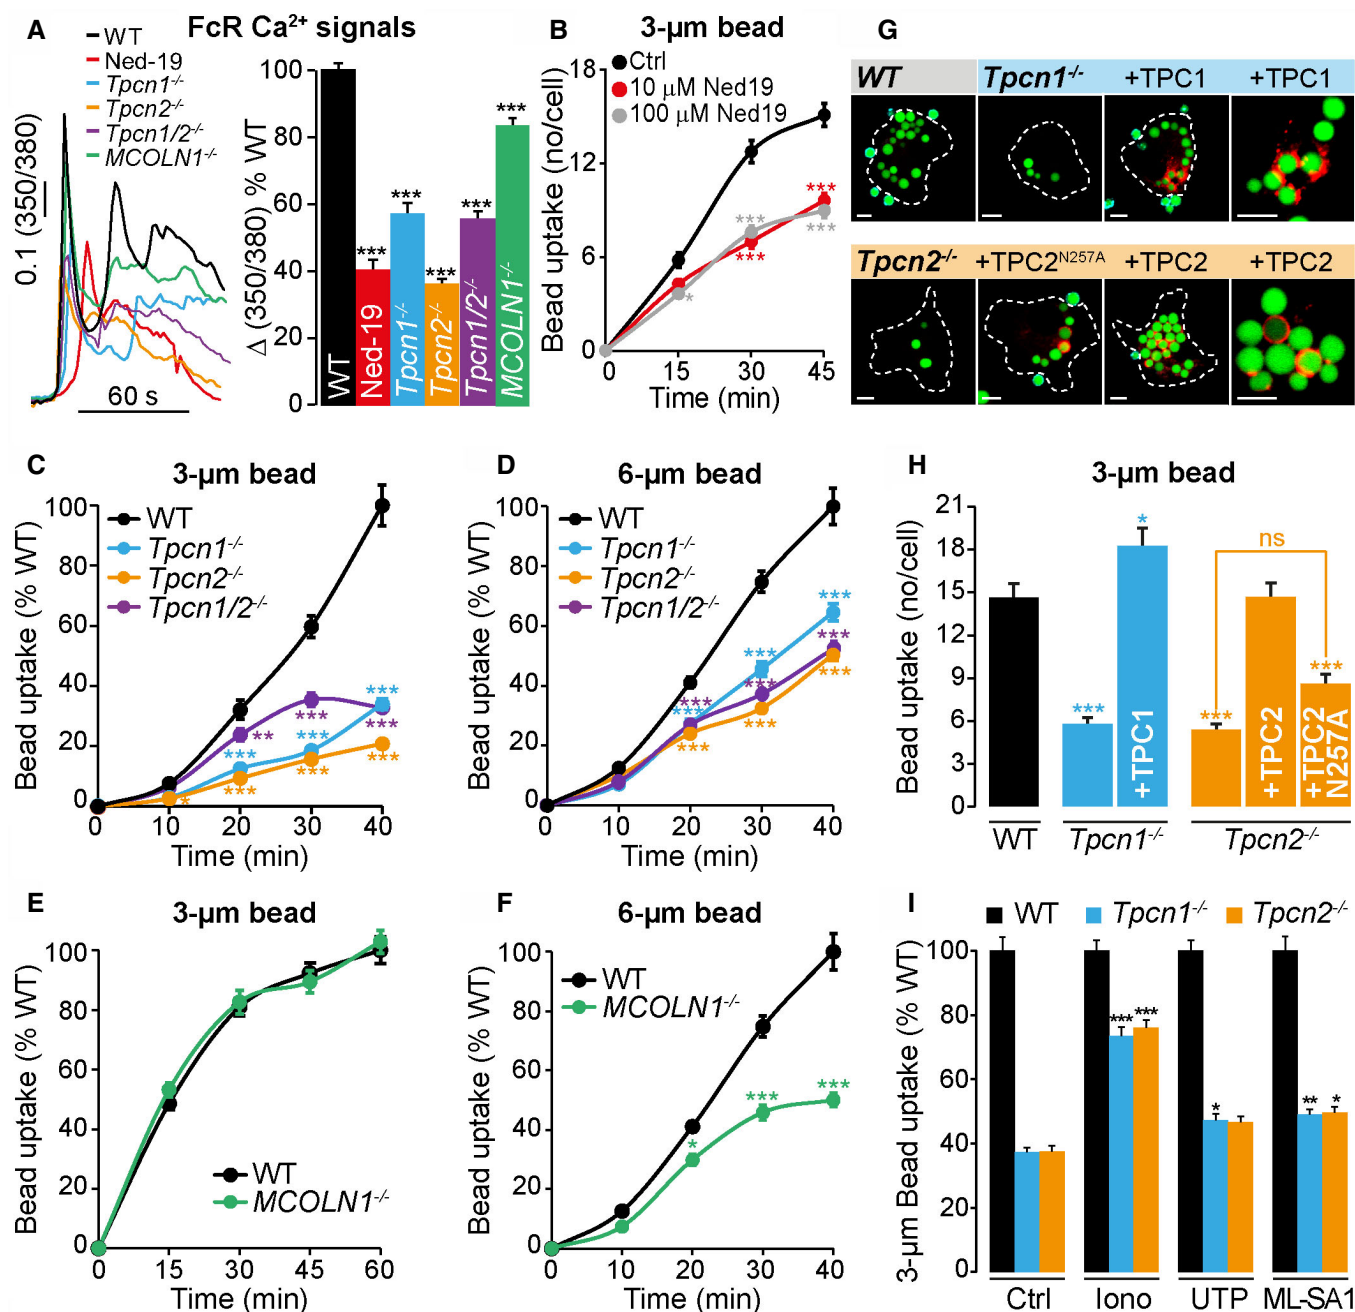 A
FcR Ca²⁺ signals
WT
Ned-19
Tpcn1⁻/⁻
Tpcn2⁻/⁻
Tpcn1/2⁻/⁻
MCOLN1⁻/⁻
0.1 (350/380)
60 s
Δ (350/380) % WT
100
80
60
40
20
0
***
***
***
***
***
WT
Ned-19
Tpcn1⁻/⁻
Tpcn2⁻/⁻
Tpcn1/2⁻/⁻
MCOLN1⁻/⁻
B
3-µm bead
Ctrl
10 µM Ned19
100 µM Ned19
Bead uptake (no/cell)
18
12
6
0
*
***
***
***
***
0 15 30 45
Time (min)
G
WT
Tpcn1⁻/⁻
+TPC1
+TPC1
Tpcn2⁻/⁻
+TPC2ᴺ²⁵⁷ᴬ
+TPC2
+TPC2
C
3-µm bead
WT
Tpcn1⁻/⁻
Tpcn2⁻/⁻
Tpcn1/2⁻/⁻
Bead uptake (% WT)
100
80
60
40
20
0
*
**
***
***
***
***
***
***
***
***
0 10 20 30 40
Time (min)
D
6-µm bead
WT
Tpcn1⁻/⁻
Tpcn2⁻/⁻
Tpcn1/2⁻/⁻
Bead uptake (% WT)
100
80
60
40
20
0
***
***
***
***
***
***
***
***
***
0 10 20 30 40
Time (min)
H
3-µm bead
Bead uptake (no/cell)
21
18
15
12
9
6
3
0
***
*
***
ns
***
+TPC1
+TPC2
+TPC2
N257A
WT
Tpcn1⁻/⁻
Tpcn2⁻/⁻
E
3-µm bead
WT
MCOLN1⁻/⁻
Bead uptake (% WT)
100
80
60
40
20
0
0 15 30 45 60
Time (min)
F
6-µm bead
WT
MCOLN1⁻/⁻
Bead uptake (% WT)
100
80
60
40
20
0
*
***
***
0 10 20 30 40
Time (min)
I
WT
Tpcn1⁻/⁻
Tpcn2⁻/⁻
3-µm Bead uptake (% WT)
100
80
60
40
20
0
*** ***
*
** *
Ctrl Iono UTP ML-SA1